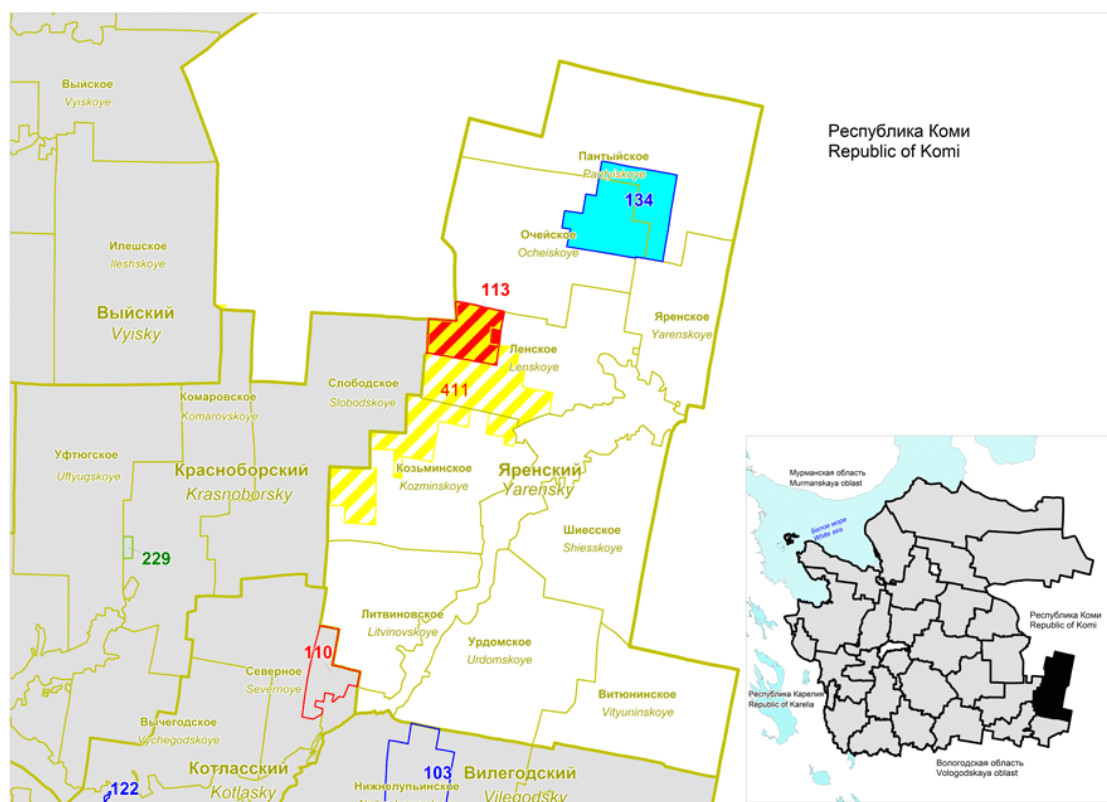 Выйское
Vyiskoye
Республика Коми
Republic of Komi
Пантыйское
Pantyiskoye
134
Очейское
Ocheiskoye
Илешское
Ileshskoye
113
Выйский
Vyisky
Яренское
Yarenskoye
Ленское
Lenskoye
Слободское
Slobodskoye
411
Комаровское
Komarovskoye
Уфтюгское
Uftyugskoye
Красноборский
Krasnoborsky
Козьминское
Kozminskoye
Яренский
Yarensky
Шиесское
Shiesskoye
229
Литвиновское
Litvinovskoye
Урдомское
Urdomskoye
110
Северное
Severnoye
Витюнинское
Vityuninskoye
Вычегодское
Vychegodskoye
Котласский
Kotlasky
122
103
Нижнелупьинское
Вилегодский
Vilegodsky
Мурманская область
Murmanskaya oblast
Белое море
White sea
Республика Коми
Republic of Komi
Республика Карелия
Republic of Karelia
Вологодская область
Vologodskaya oblast